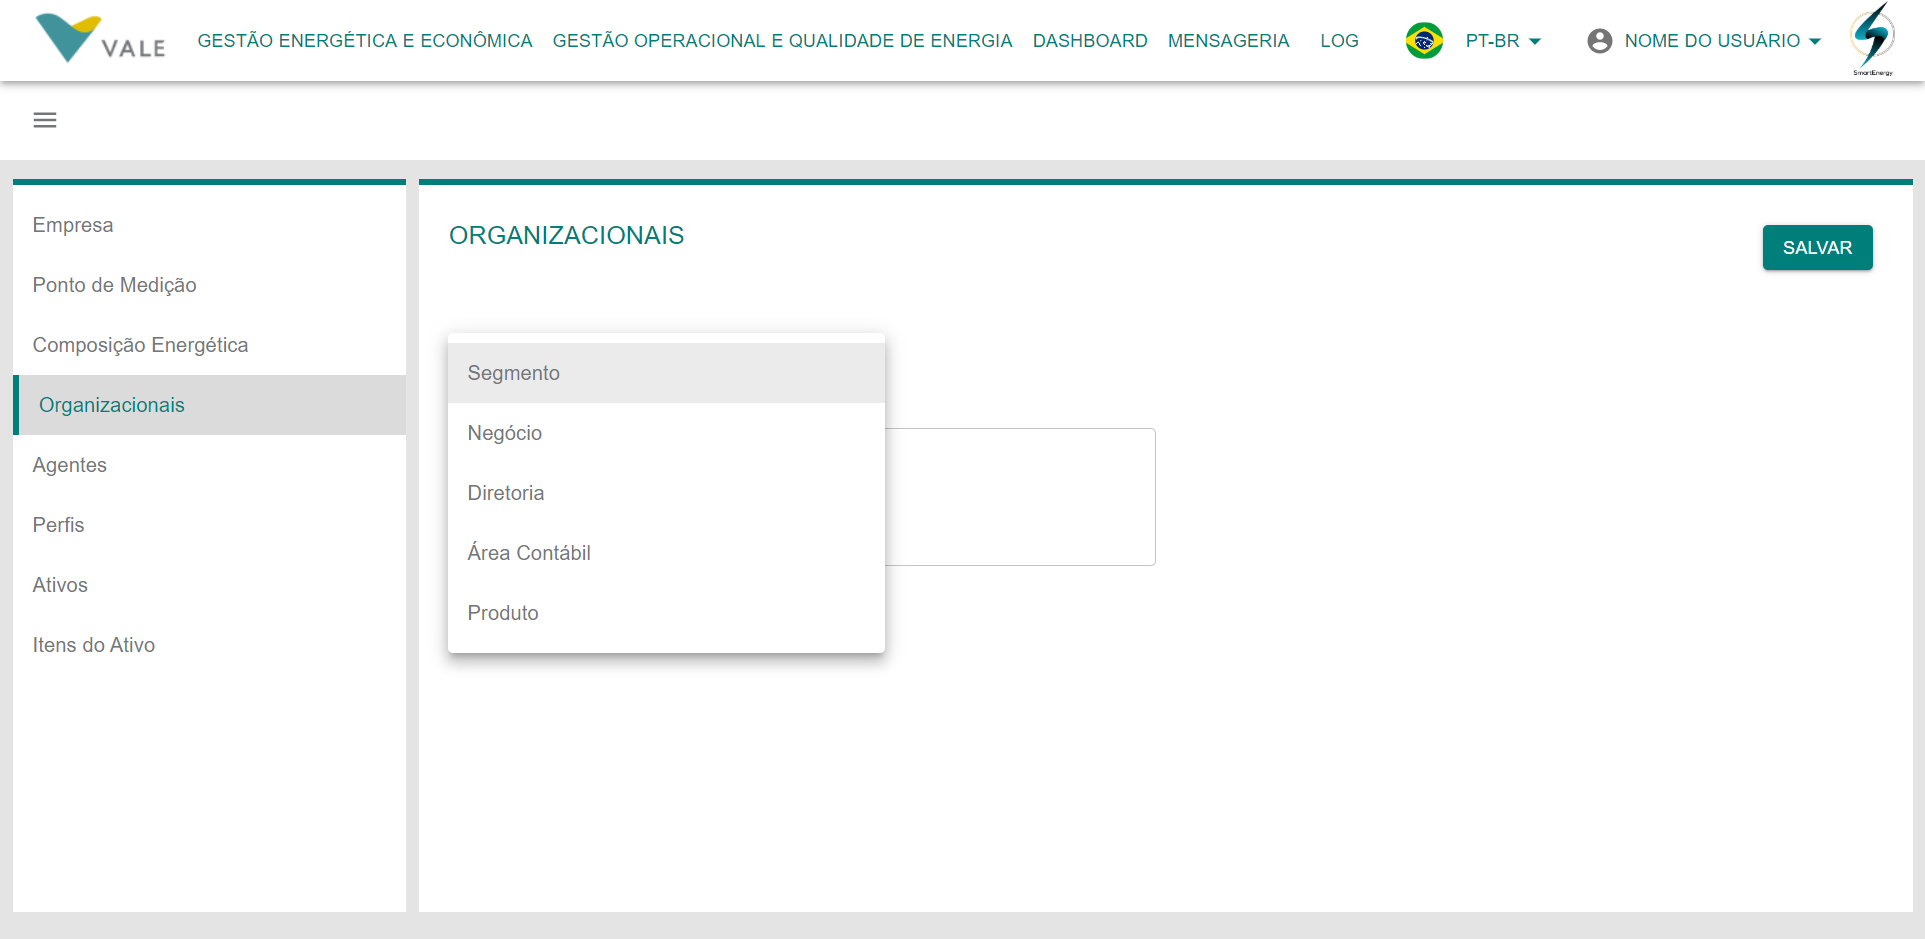 VALE
GESTÃO ENERGÉTICA E ECONÔMICA
GESTÃO OPERACIONAL E QUALIDADE DE ENERGIA
DASHBOARD
MENSAGERIA
LOG
PT-BR
NOME DO USUÁRIO
SmartEnergy
Empresa
Ponto de Medição
Composição Energética
Organizacionais
Agentes
Perfis
Ativos
Itens do Ativo
ORGANIZACIONAIS
SALVAR
Segmento
Negócio
Diretoria
Área Contábil
Produto